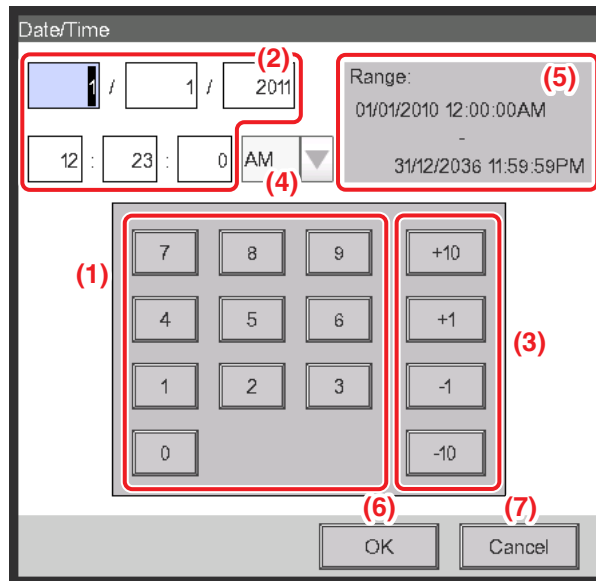 Date/Time
(2)
1 / 1 / 2011
12 : 23 : 0 AM
(4)
Range: (5)
01/01/2010 12:00:00AM
-
31/12/2036 11:59:59PM
(1)
7 8 9 +10
4 5 6 +1
(3)
1 2 3 -1
0 -10
(6) (7)
OK Cancel